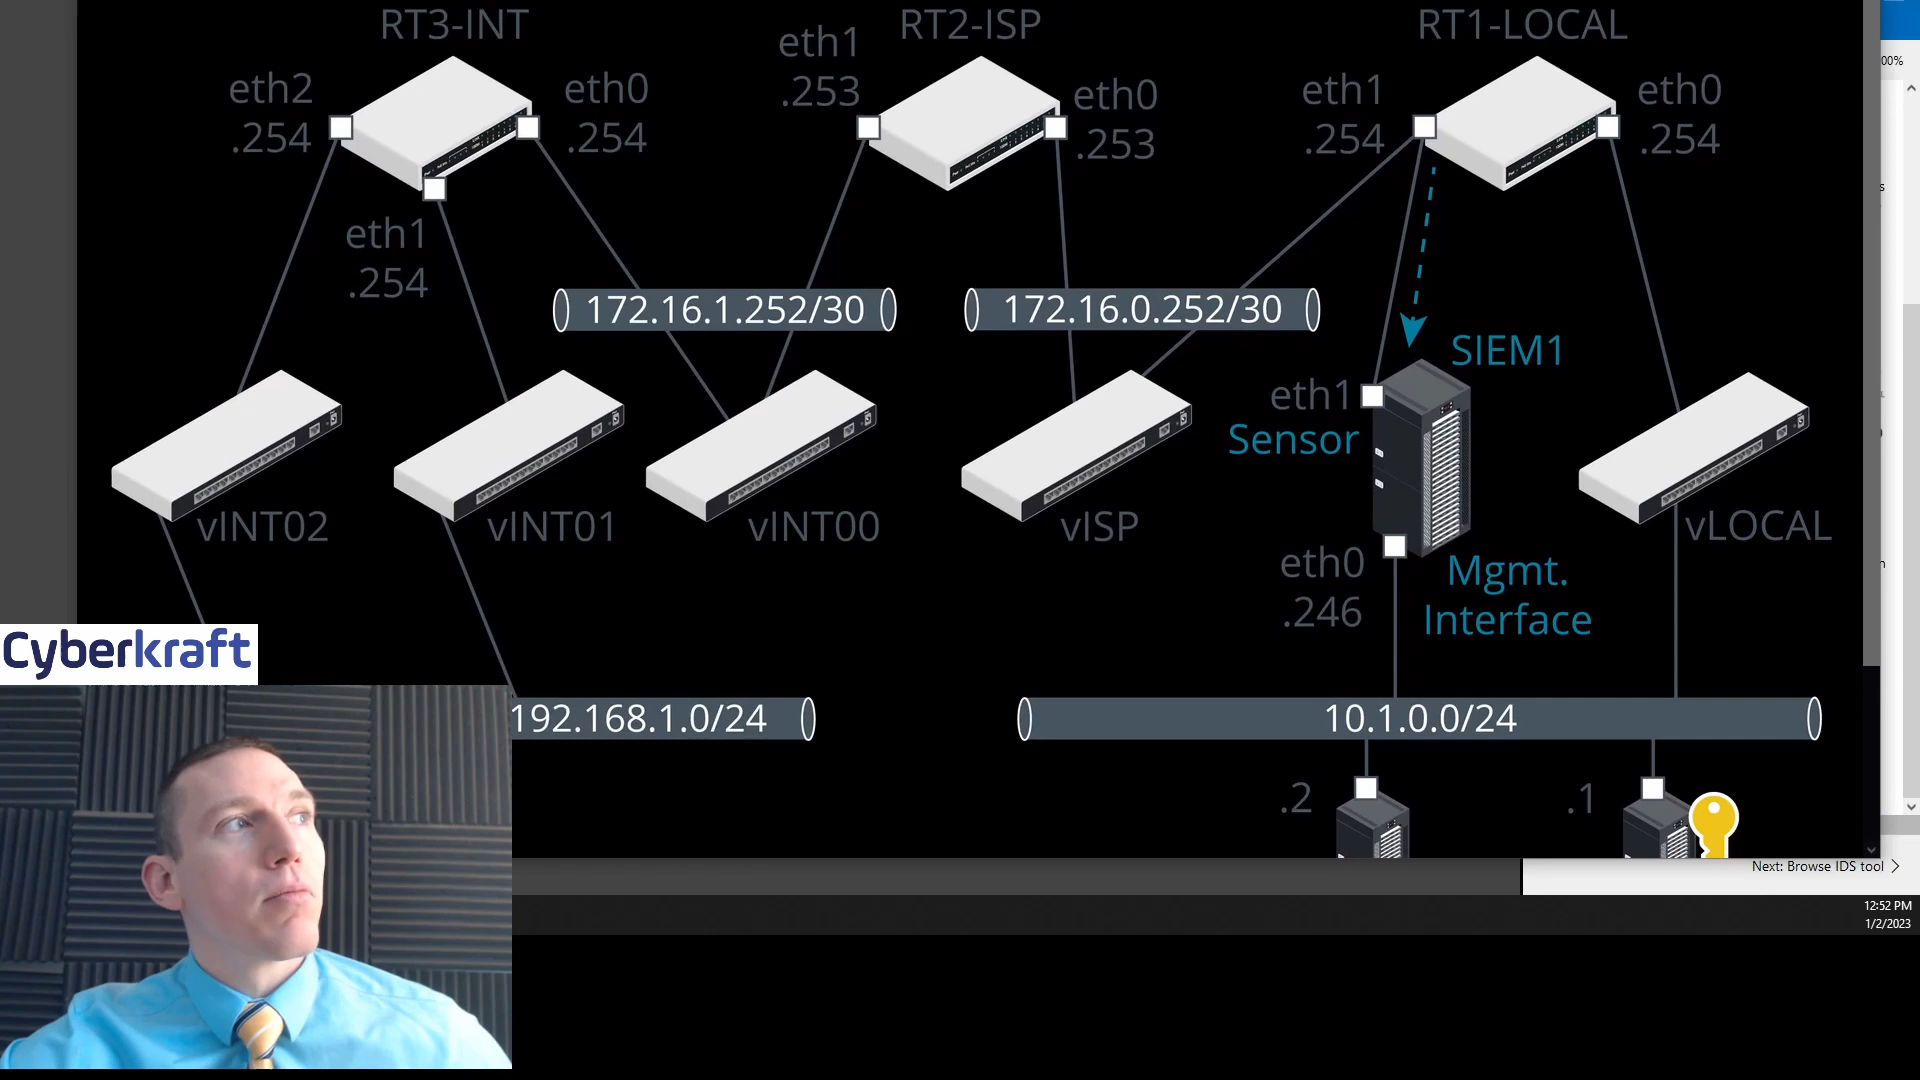 RT3-INT
RT2-ISP
RT1-LOCAL
eth2
.254
eth0
.254
eth1
.253
eth0
.253
eth1
.254
eth0
.254
00%
eth1
.254
172.16.1.252/30
172.16.0.252/30
SIEM1
eth1
Sensor
vINT02
vINT01
vINT00
vISP
vLOCAL
eth0
.246
Mgmt.
Interface
Cyberkraft
192.168.1.0/24
10.1.0.0/24
.2
.1
Next: Browse IDS tool
12:52 PM
1/2/2023